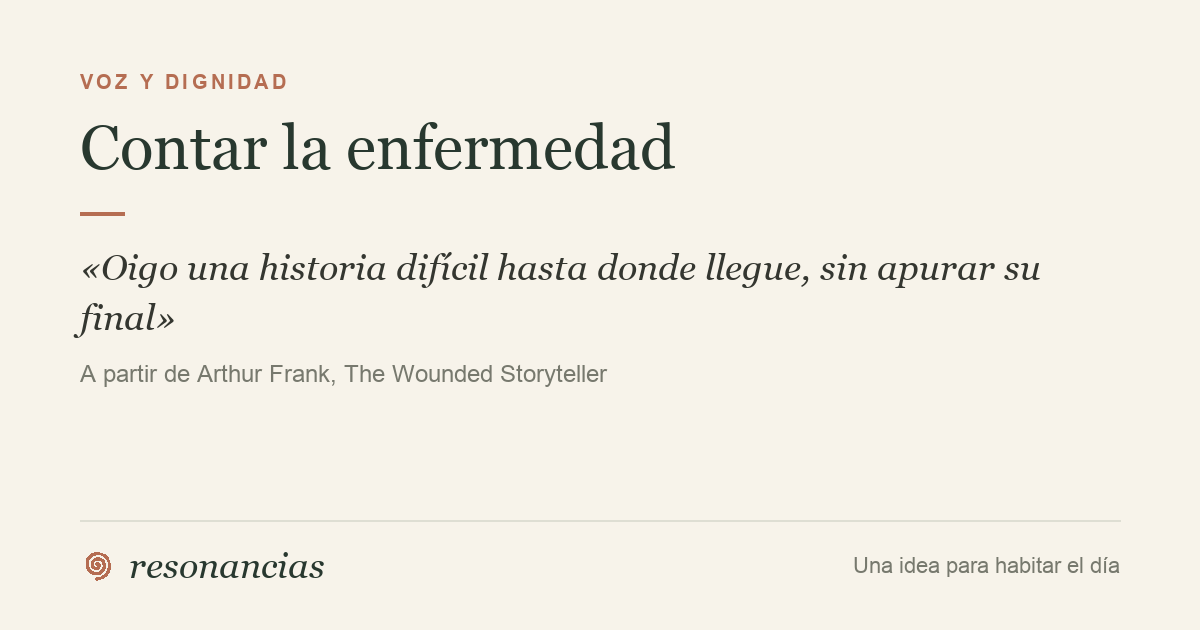 VOZ Y DIGNIDAD
Contar la enfermedad
«Oigo una historia difícil hasta donde llegue, sin apurar su
final»
A partir de Arthur Frank, The Wounded Storyteller
resonancias
Una idea para habitar el día